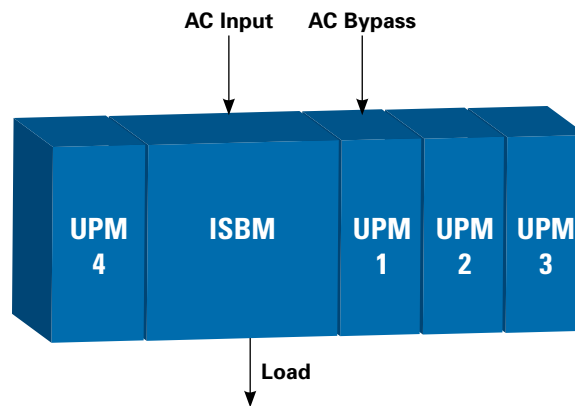 AC Input
AC Bypass
UPM
4
ISBM
UPM
1
UPM
2
UPM
3
Load